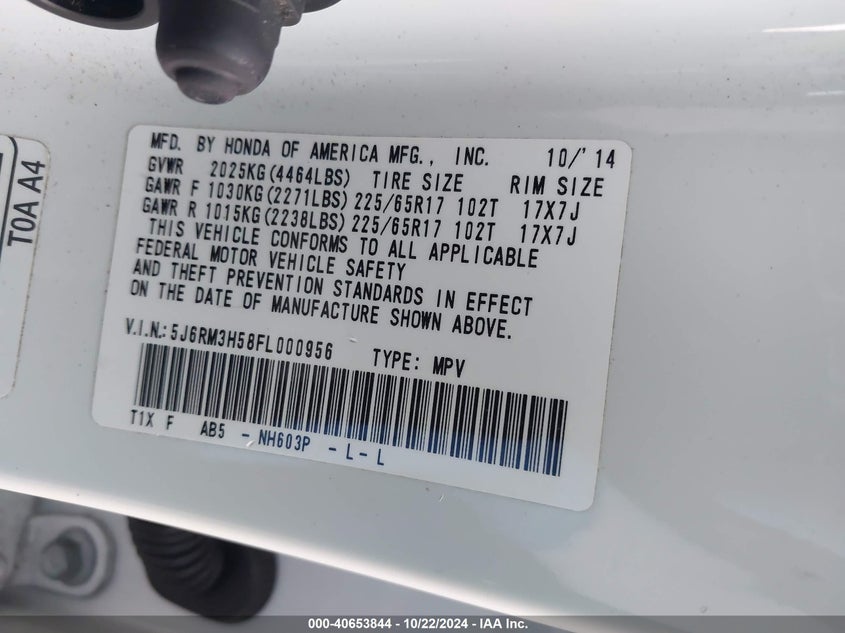 MFD. BY HONDA OF AMERICA MFG., INC. 10/'14
GVWR 2025KG(4464LBS) TIRE SIZE RIM SIZE
GAWR F 1030KG(2271LBS) 225/65R17 102T 17X7J
GAWR R 1015KG(2238LBS) 225/65R17 102T 17X7J
THIS VEHICLE CONFORMS TO ALL APPLICABLE
FEDERAL MOTOR VEHICLE SAFETY
AND THEFT PREVENTION STANDARDS IN EFFECT
ON THE DATE OF MANUFACTURE SHOWN ABOVE.
V.I.N.: 5J6RM3H58FL000956 TYPE: MPV
T1X F AB5 - NH603P - L - L
T0A A4
000-40653844 - 10/22/2024 - IAA Inc.